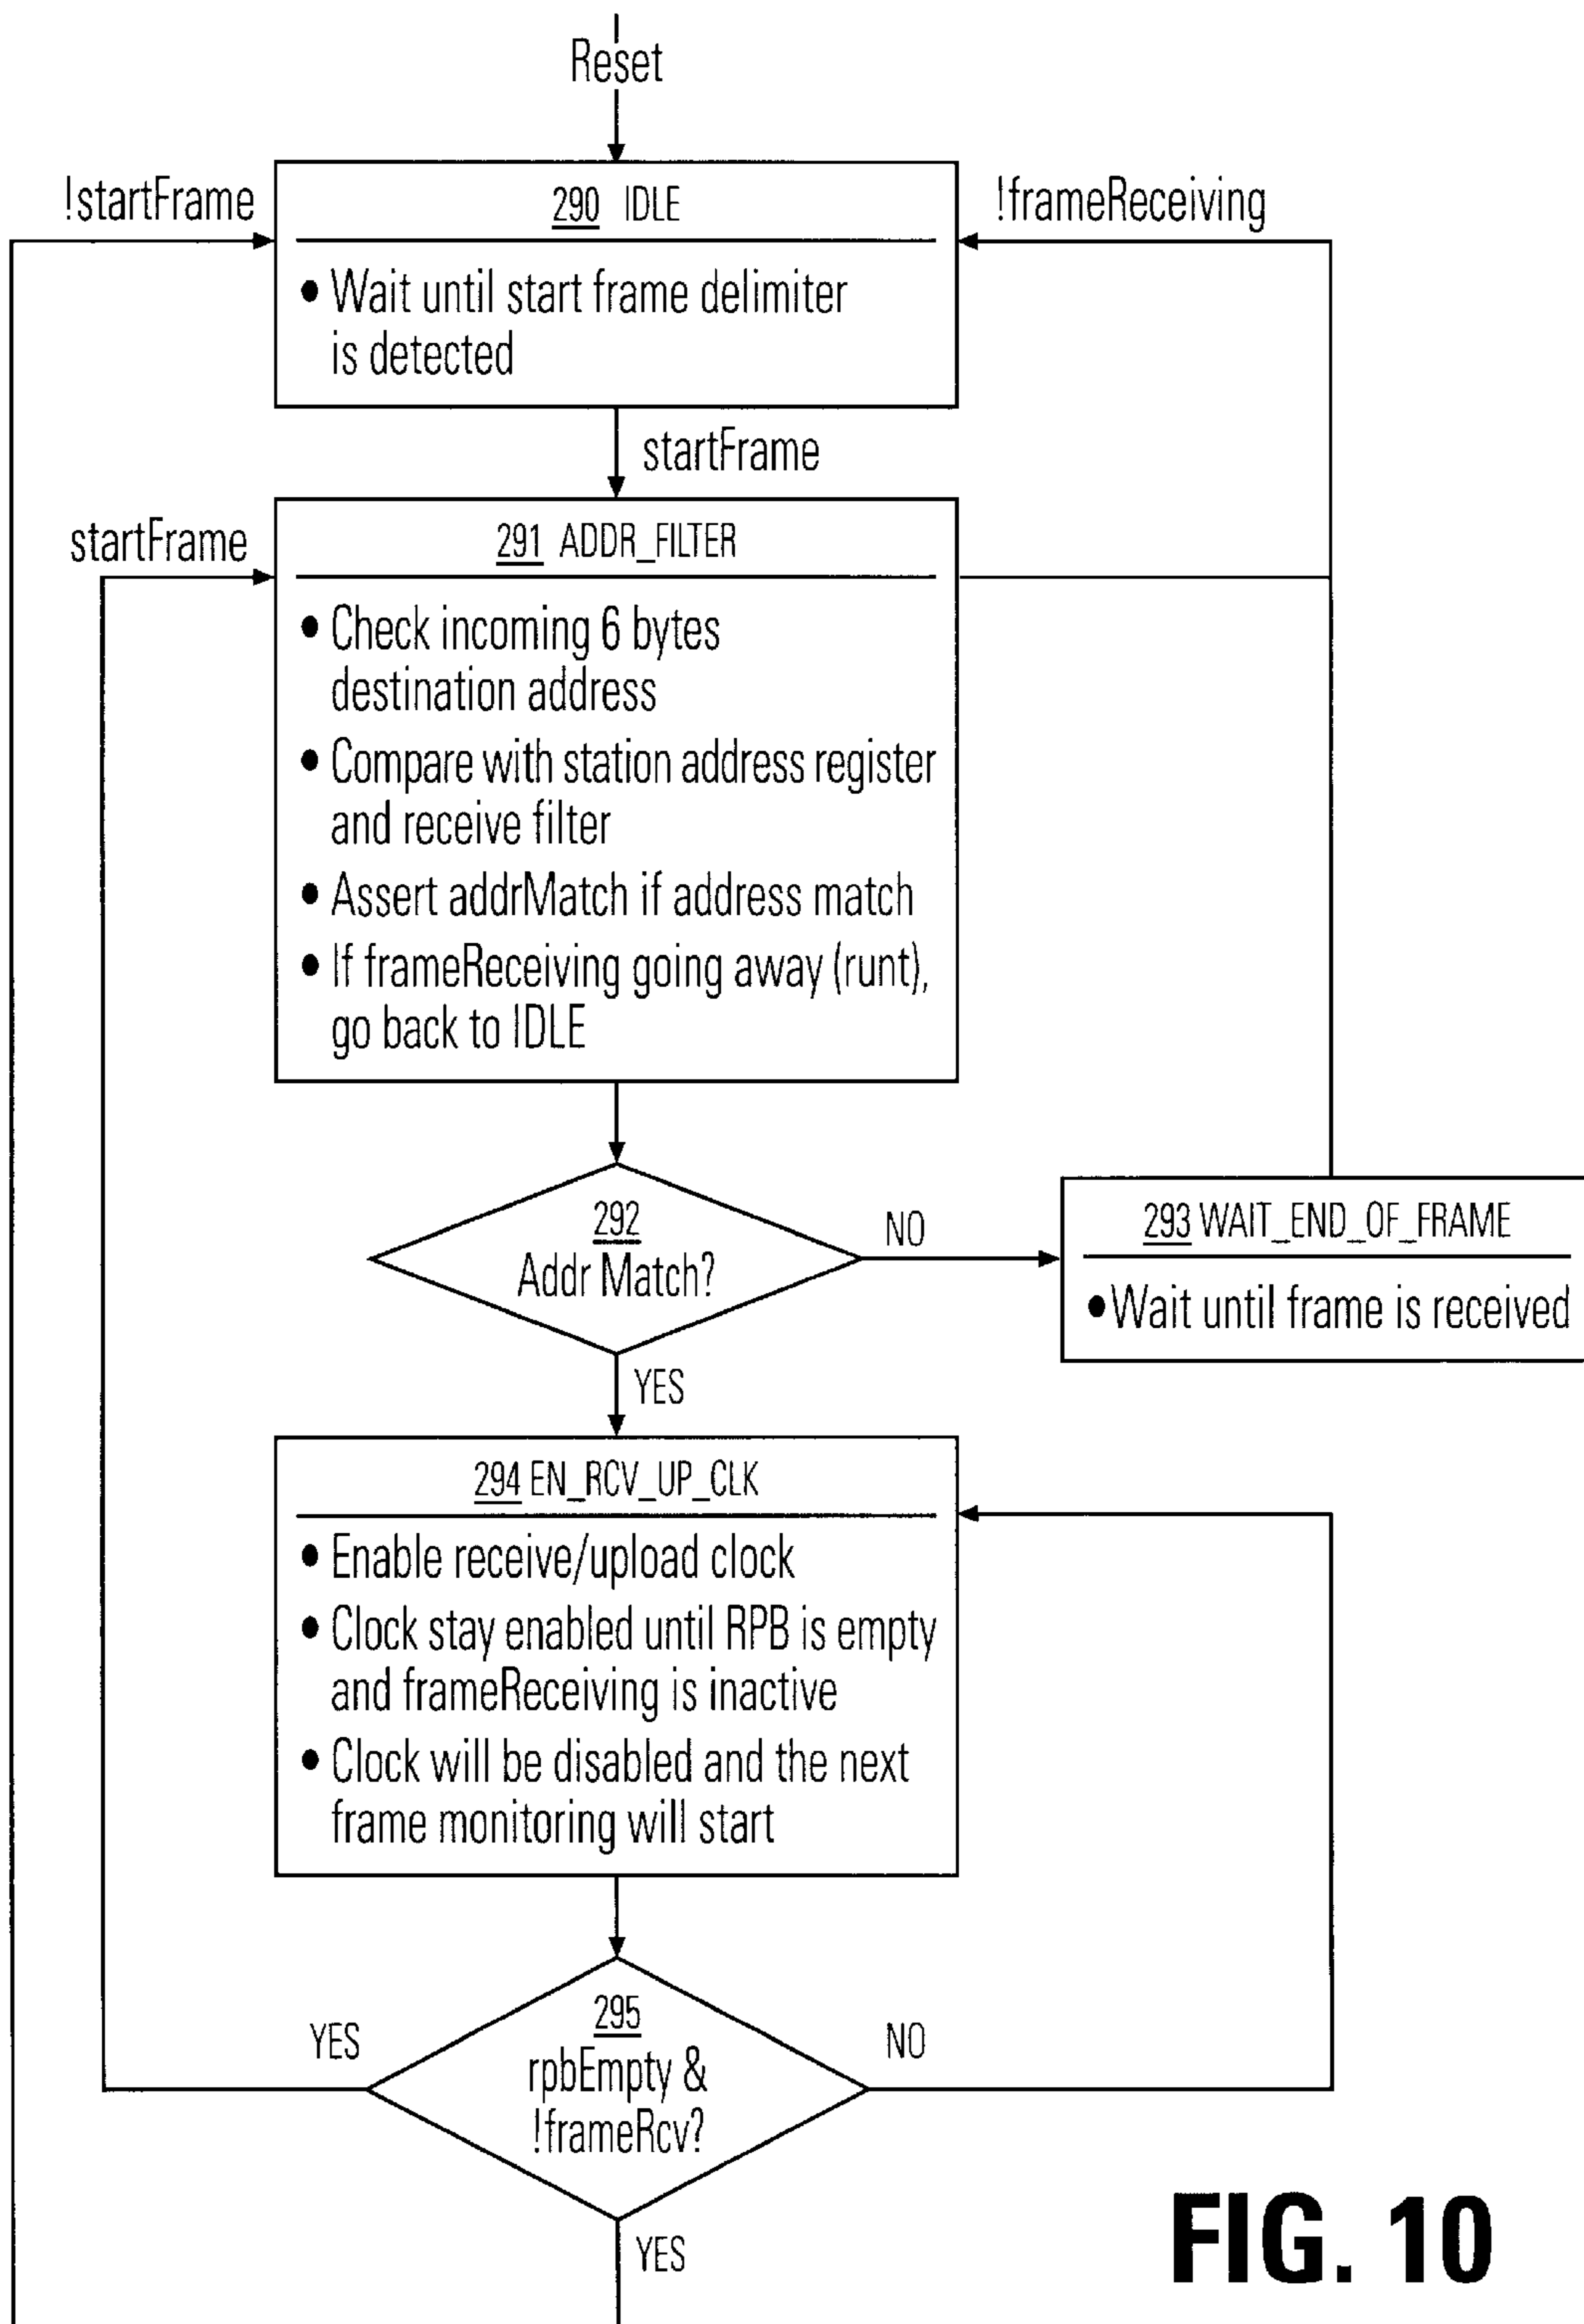 Reset
!startFrame
290 IDLE
!frameReceiving
• Wait until start frame delimiter
is detected
startFrame
startFrame
291 ADDR_FILTER
• Check incoming 6 bytes
destination address
• Compare with station address register
and receive filter
• Assert addrMatch if address match
• If frameReceiving going away (runt),
go back to IDLE
292
Addr Match?
NO
293 WAIT_END_OF_FRAME
• Wait until frame is received
YES
294 EN_RCV_UP_CLK
• Enable receive/upload clock
• Clock stay enabled until RPB is empty
and frameReceiving is inactive
• Clock will be disabled and the next
frame monitoring will start
YES
295
rpbEmpty &
!frameRcv?
NO
YES
FIG. 10